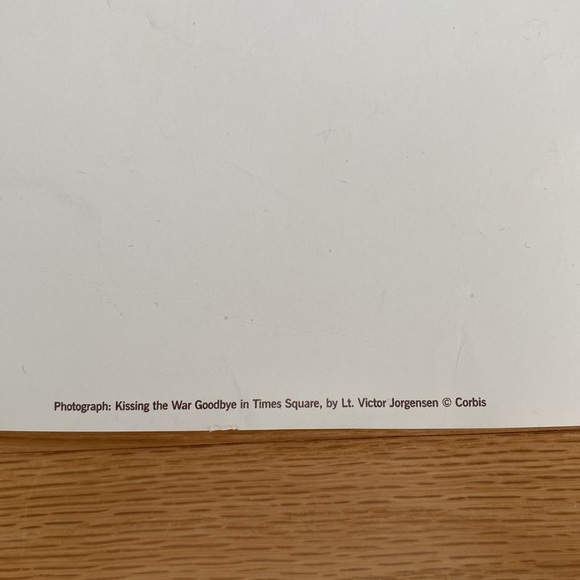 Photograph: Kissing the War Goodbye in Times Square, by Lt. Victor Jorgensen © Corbis